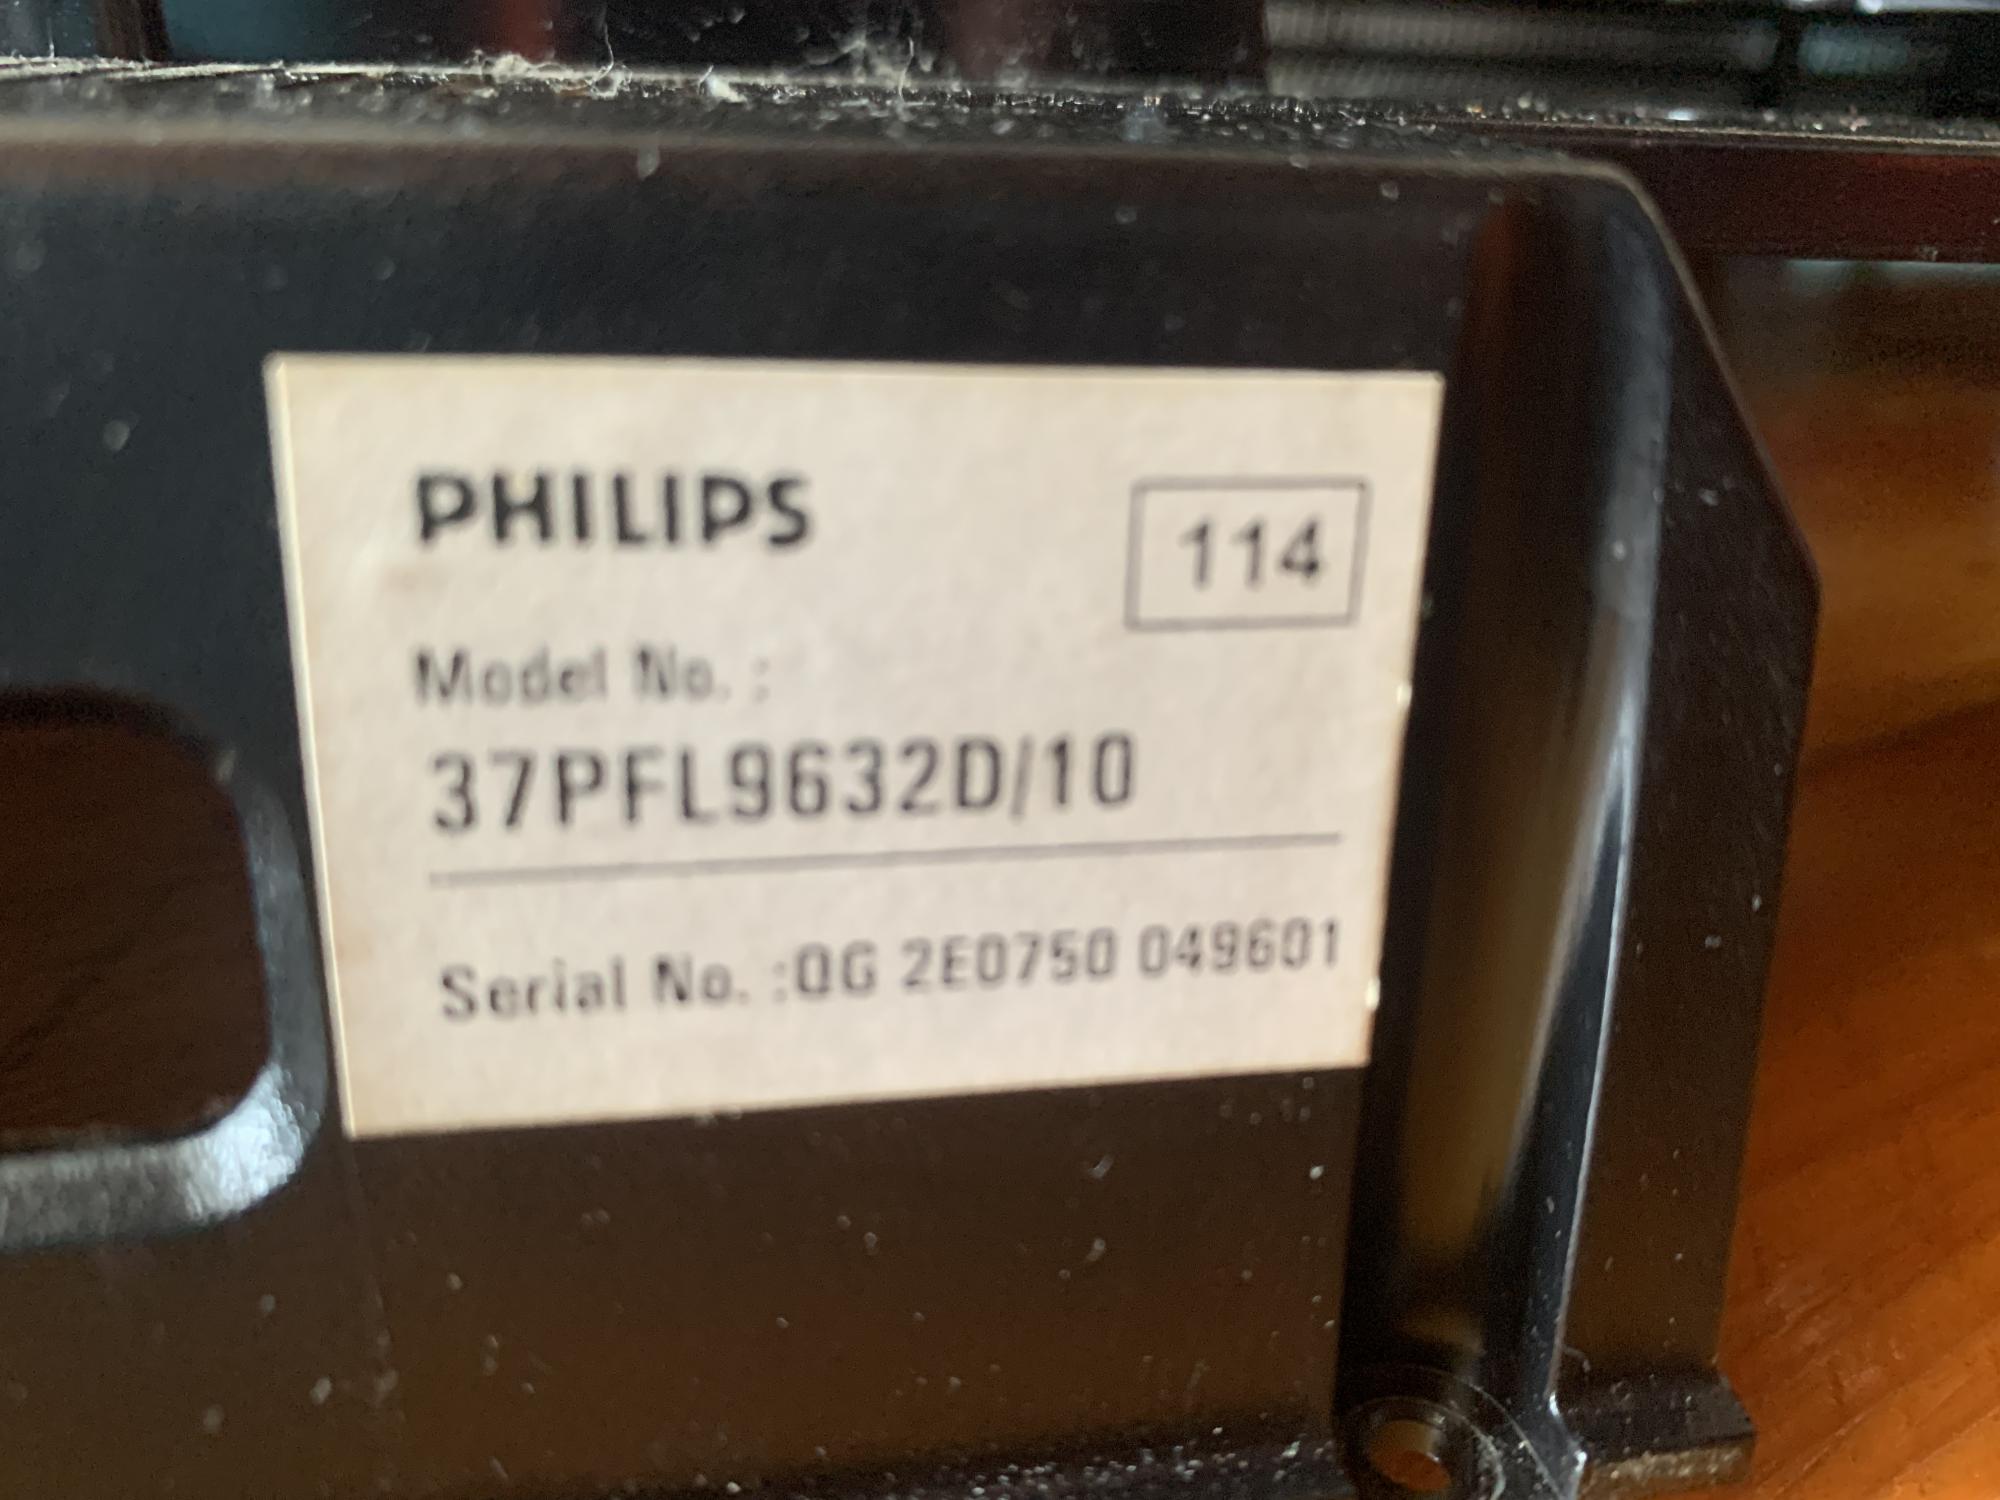 PHILIPS
114
Model No. :
37PFL9632D/10
Serial No. :QG 2E0750 049601